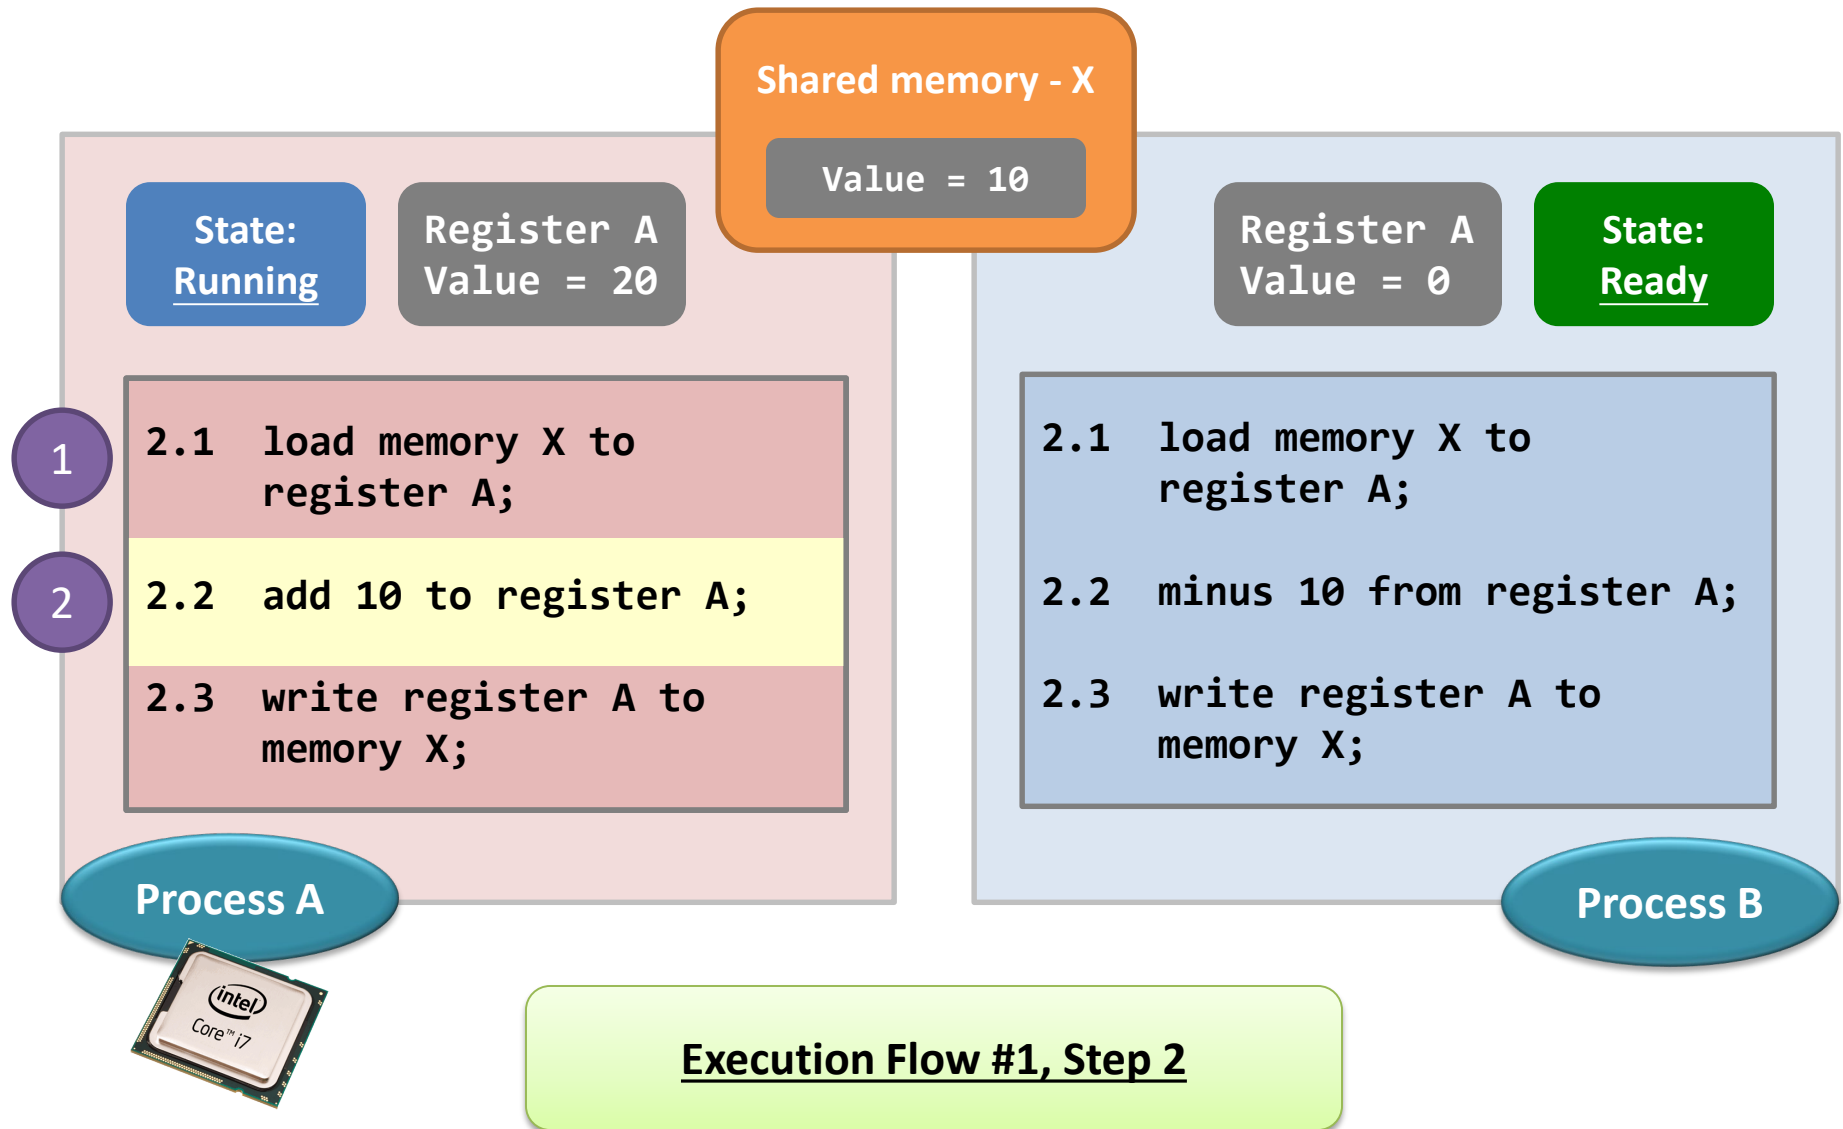 Shared memory - X
Value = 10
State:
Running
Register A
Value = 20
Register A
Value = 0
State:
Ready
1
2.1 load memory X to
register A;
2
2.2 add 10 to register A;
2.3 write register A to
memory X;
2.1 load memory X to
register A;
2.2 minus 10 from register A;
2.3 write register A to
memory X;
Process A
Process B
intel
Core™ i7
Execution Flow #1, Step 2